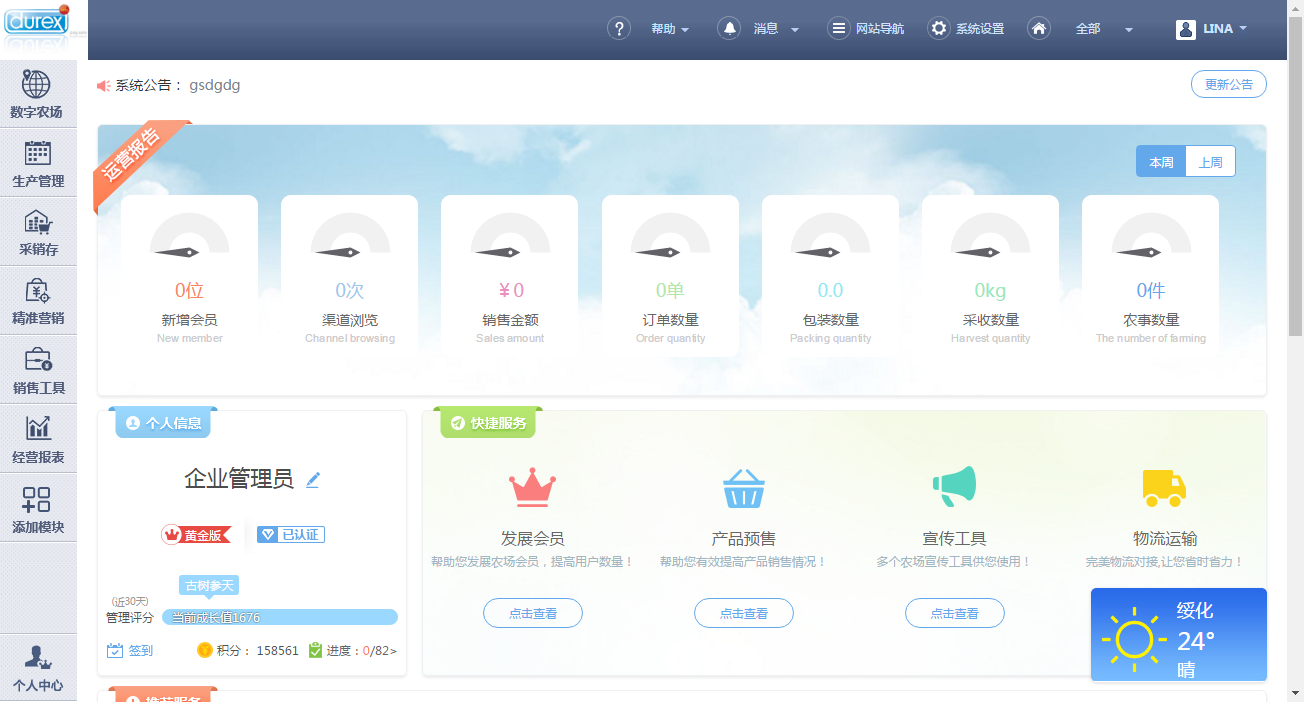 durex
帮助
消息
网站导航
系统设置
全部
LINA
数字农场
生产管理
采销存
精准营销
销售工具
经营报表
添加模块
个人中心
系统公告： gsdgdg
更新公告
运营报告
本周
上周
0位
新增会员
New member
0次
渠道浏览
Channel browsing
￥0
销售金额
Sales amount
0单
订单数量
Order quantity
0.0
包装数量
Packing quantity
0kg
采收数量
Harvest quantity
0件
农事数量
The number of farming
个人信息
企业管理员
黄金版
已认证
古树参天
(近30天)
管理评分
当前成长值1676
签到
积分： 158561
进度：0/82>
快捷服务
发展会员
帮助您发展农场会员，提高用户数量！
点击查看
产品预售
帮助您有效提高产品销售情况！
点击查看
宣传工具
多个农场宣传工具供您使用！
点击查看
物流运输
完美物流对接,让您省时省力！
绥化
24°
晴
推荐服务